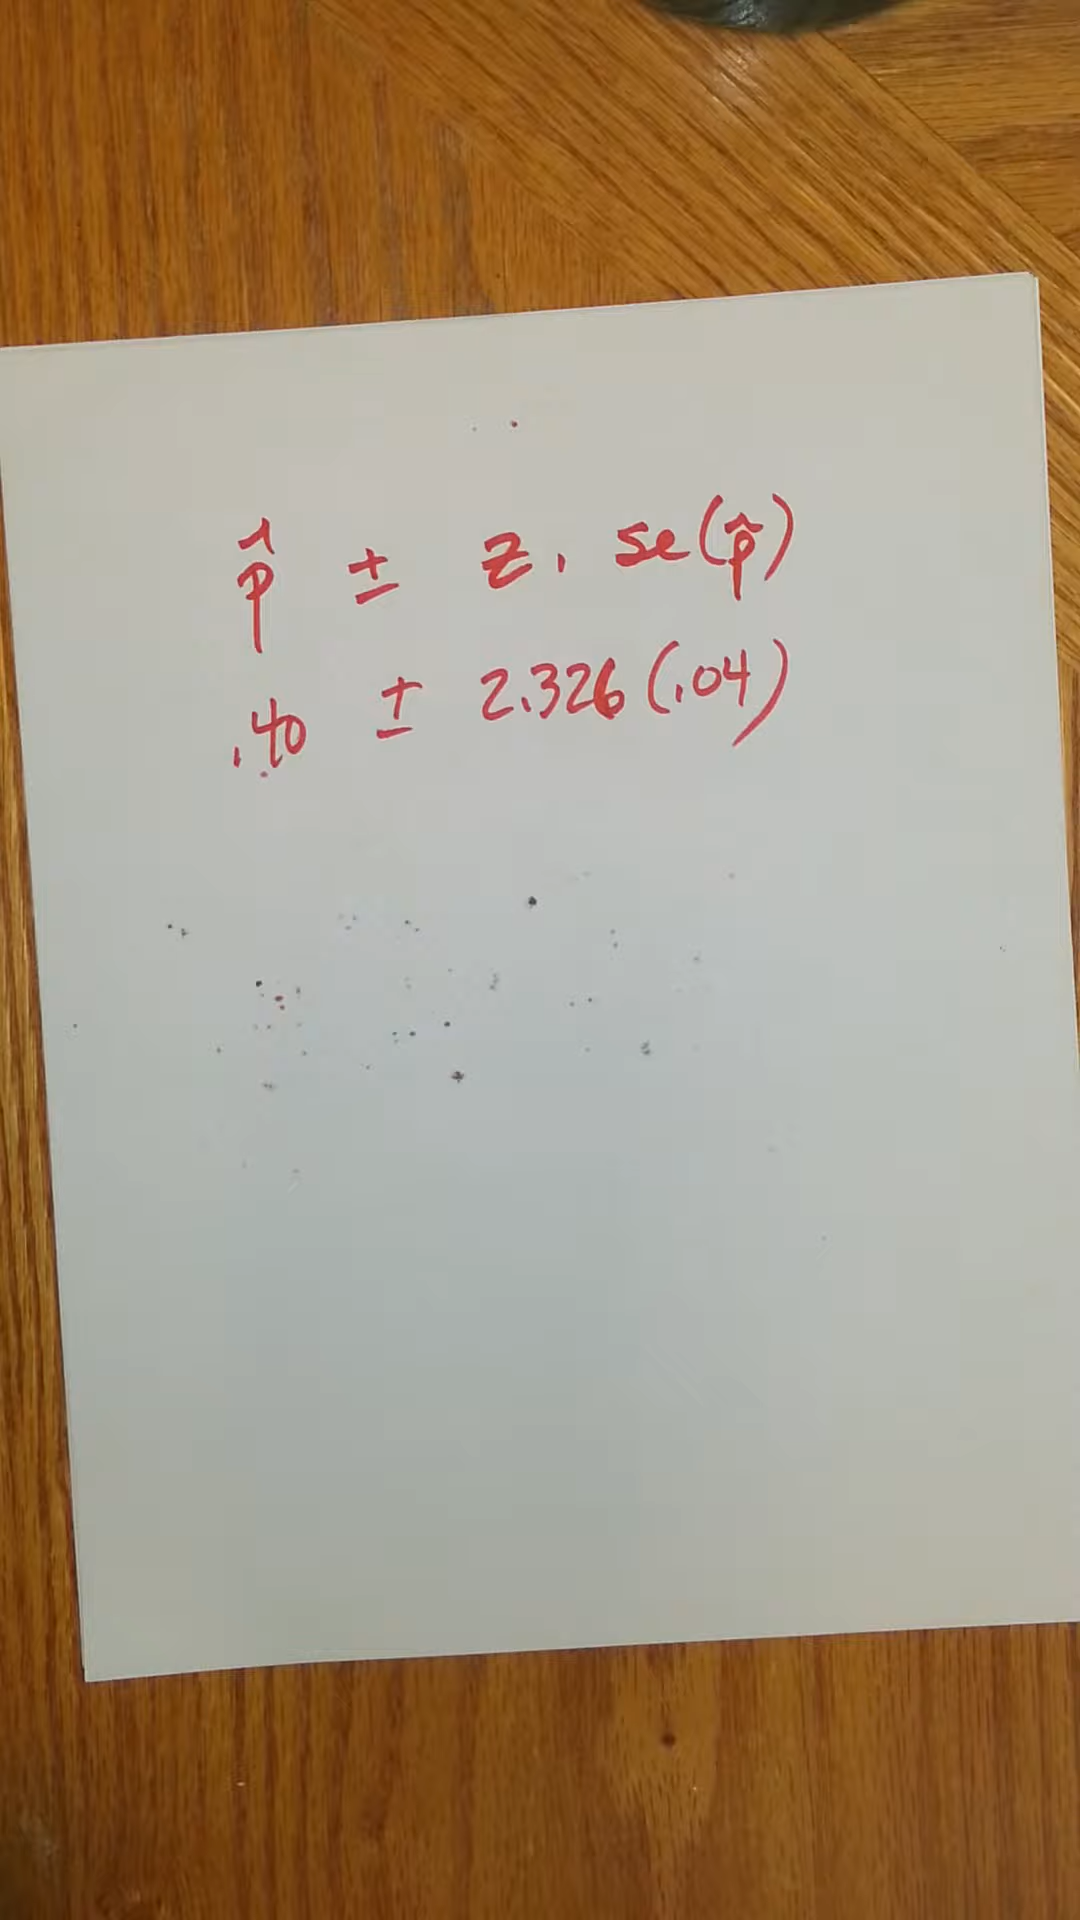 p̂ ± z. se(p̂)
.40 ± 2.326 (.04)